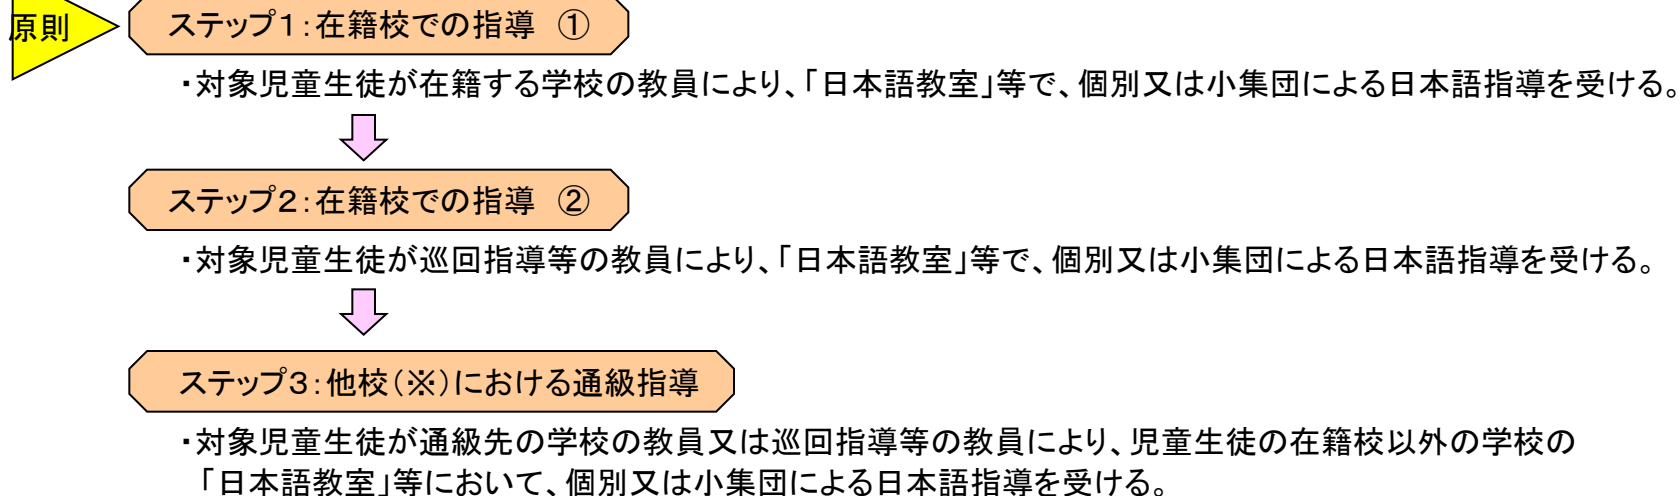 原則
ステップ１：在籍校での指導　①
・対象児童生徒が在籍する学校の教員により、「日本語教室」等で、個別又は小集団による日本語指導を受ける。
ステップ２：在籍校での指導　②
・対象児童生徒が巡回指導等の教員により、「日本語教室」等で、個別又は小集団による日本語指導を受ける。
ステップ３：他校（※）における通級指導
・対象児童生徒が通級先の学校の教員又は巡回指導等の教員により、児童生徒の在籍校以外の学校の
「日本語教室」等において、個別又は小集団による日本語指導を受ける。